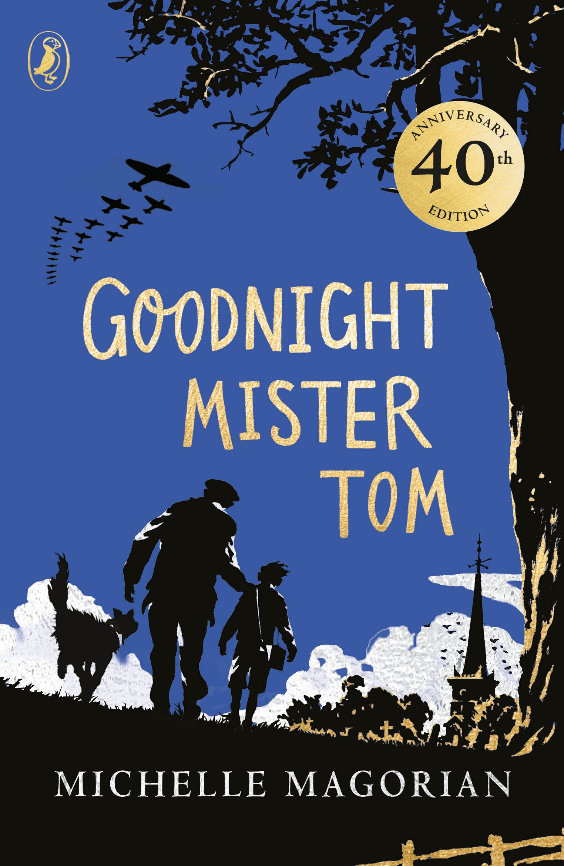 ANNIVERSARY
40th
EDITION
GOODNIGHT
MISTER
TOM
MICHELLE MAGORIAN